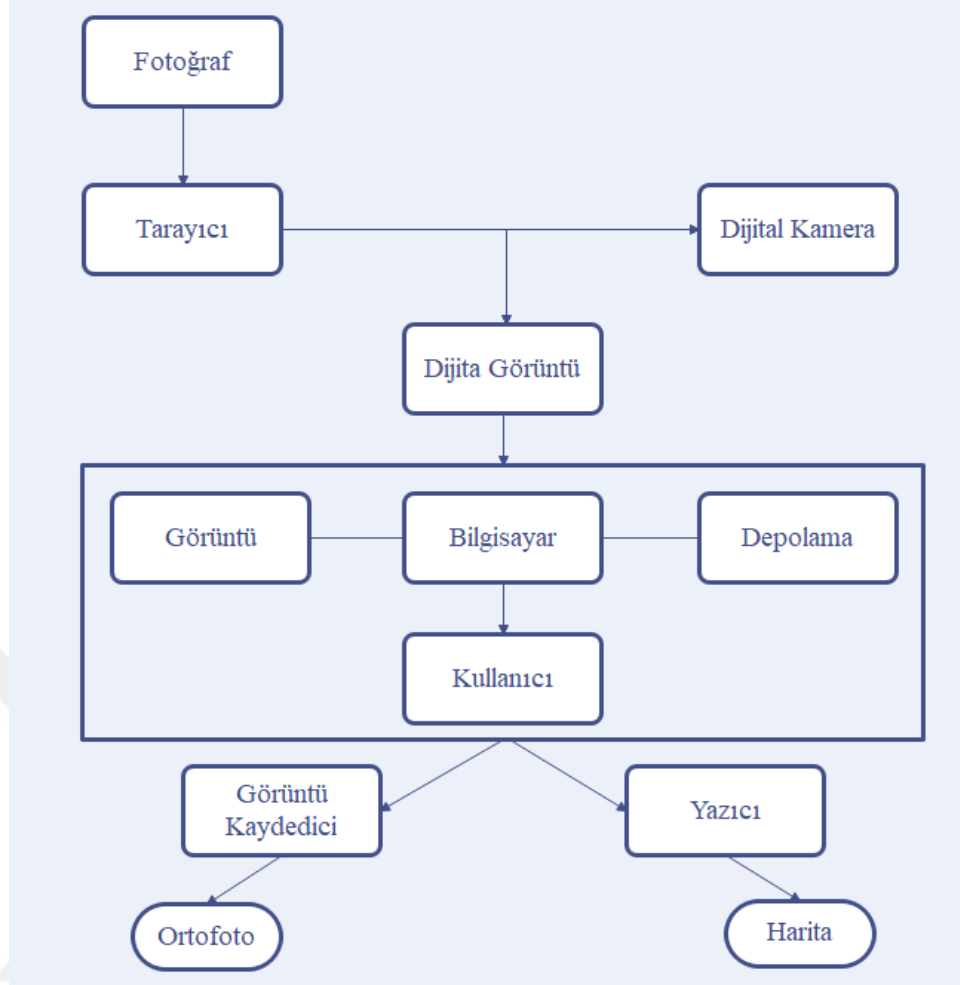 Fotoğraf
Tarayıcı
Dijital Kamera
Dijita Görüntü
Görüntü
Bilgisayar
Depolama
Kullanıcı
Görüntü
Kaydedici
Yazıcı
Ortofoto
Harita